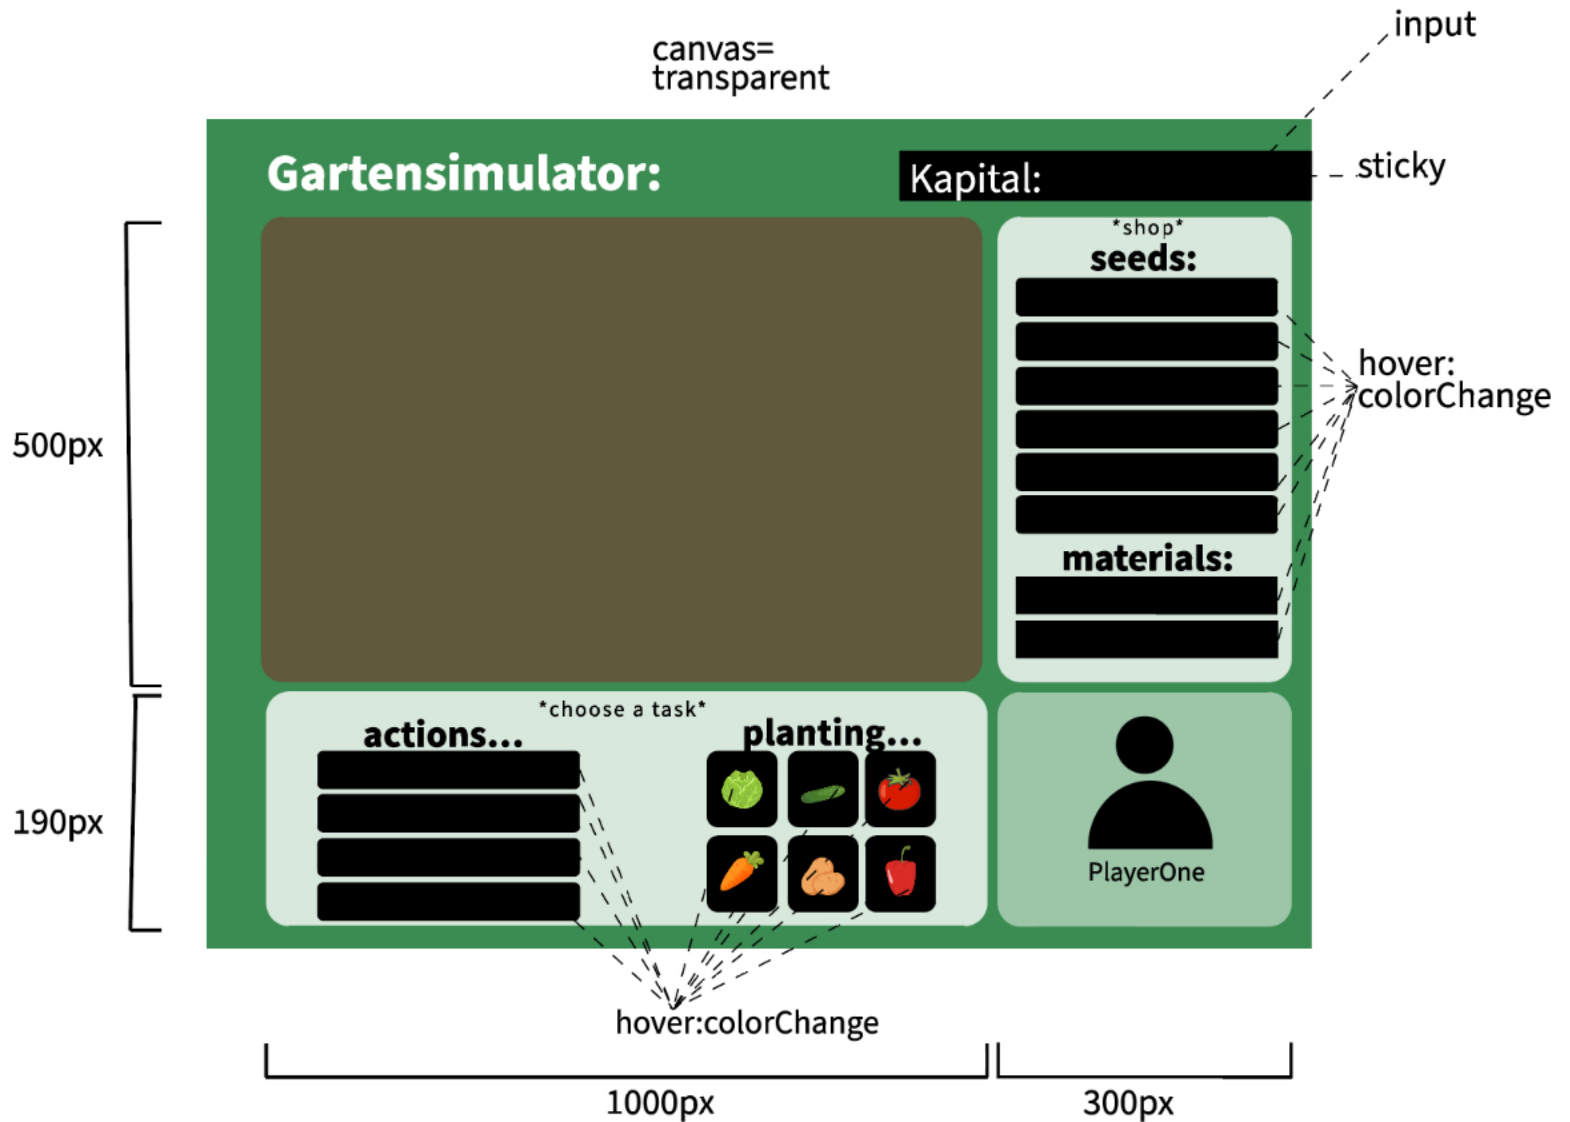 input
canvas=
transparent
Gartensimulator:
Kapital:
sticky
*shop*
seeds:
hover:
colorChange
500px
materials:
*choose a task*
actions...
planting...
190px
PlayerOne
hover:colorChange
1000px
300px